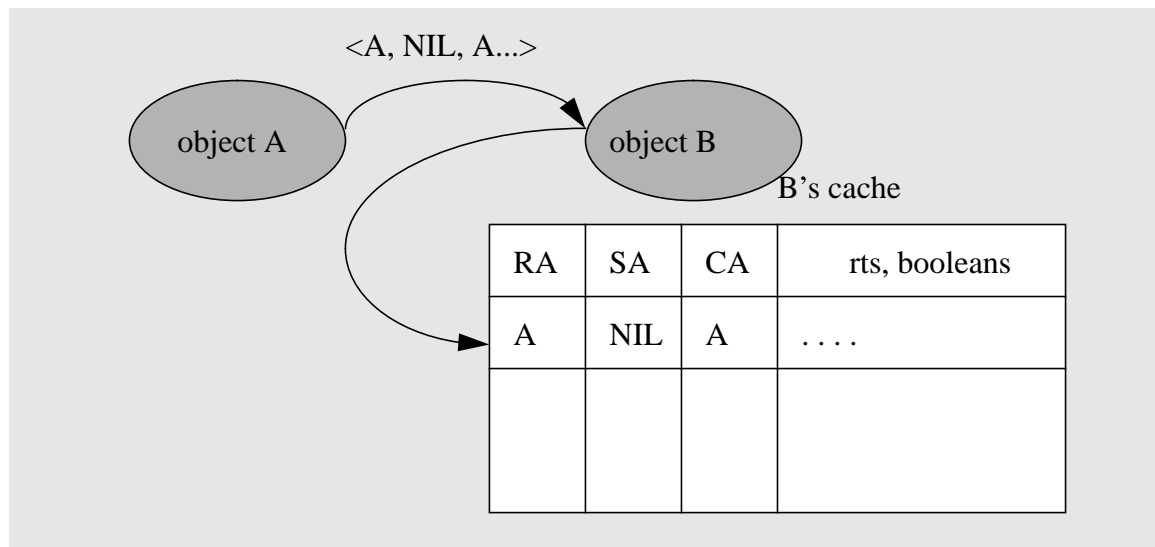 <A, NIL, A...>
object A
object B
B’s cache
RA SA CA rts, booleans
A NIL A . . . .